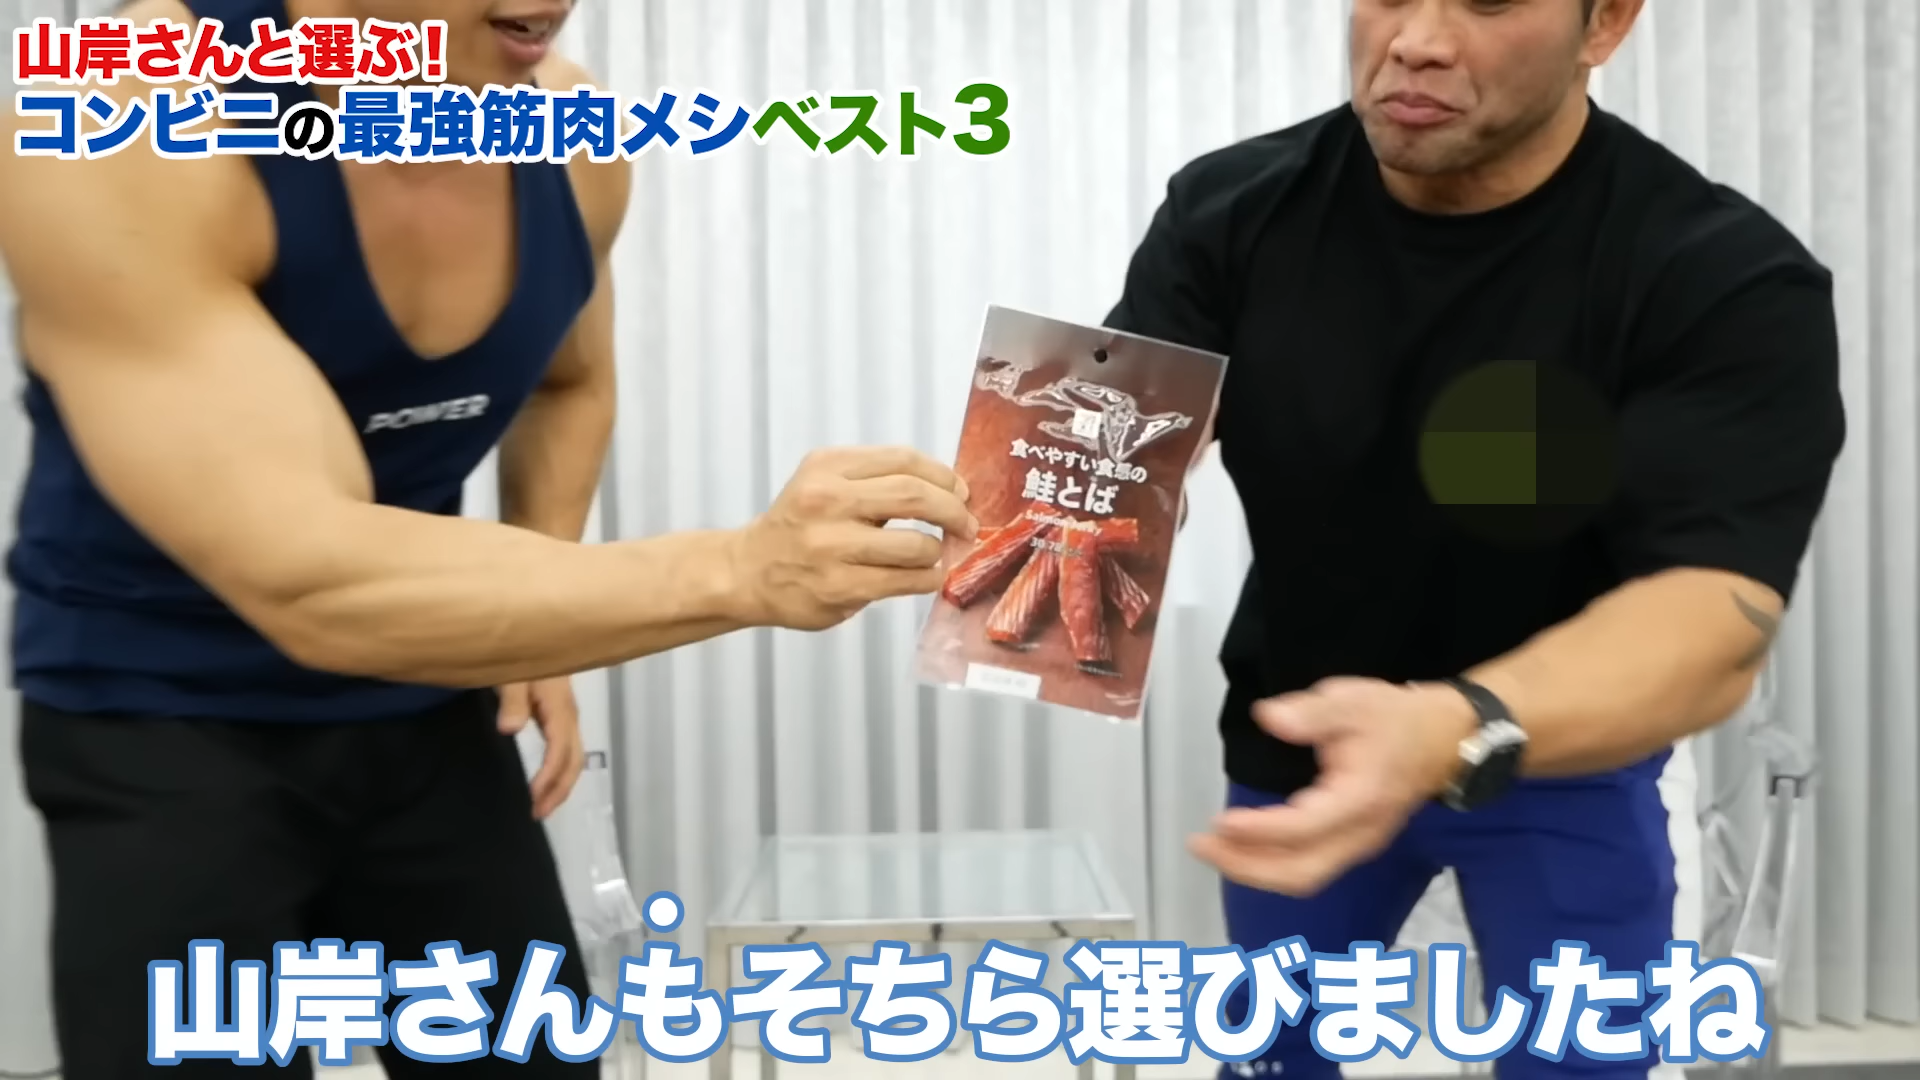 山岸さんと選ぶ!
コンビニの最強筋肉メシベスト3
POWER
食べやすい食感の
鮭とば
Salmon Jerky
山岸さんもそちら選びましたね